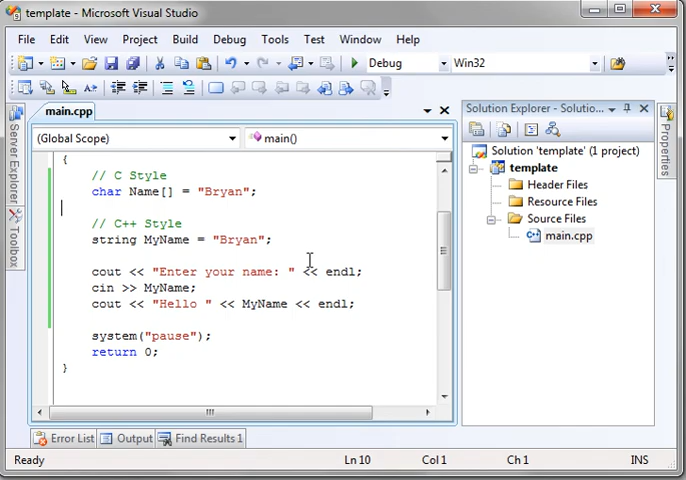 template - Microsoft Visual Studio
File Edit View Project Build Debug Tools Test Window Help
Debug Win32
Server Explorer
Toolbox
main.cpp
(Global Scope) main()
{
// C Style
char Name[] = "Bryan";
// C++ Style
string MyName = "Bryan";
cout << "Enter your name: " << endl;
cin >> MyName;
cout << "Hello " << MyName << endl;
system("pause");
return 0;
}
Solution Explorer - Solutio...
Solution 'template' (1 project)
template
Header Files
Resource Files
Source Files
main.cpp
Properties
Error List Output Find Results 1
Ready Ln 10 Col 1 Ch 1 INS